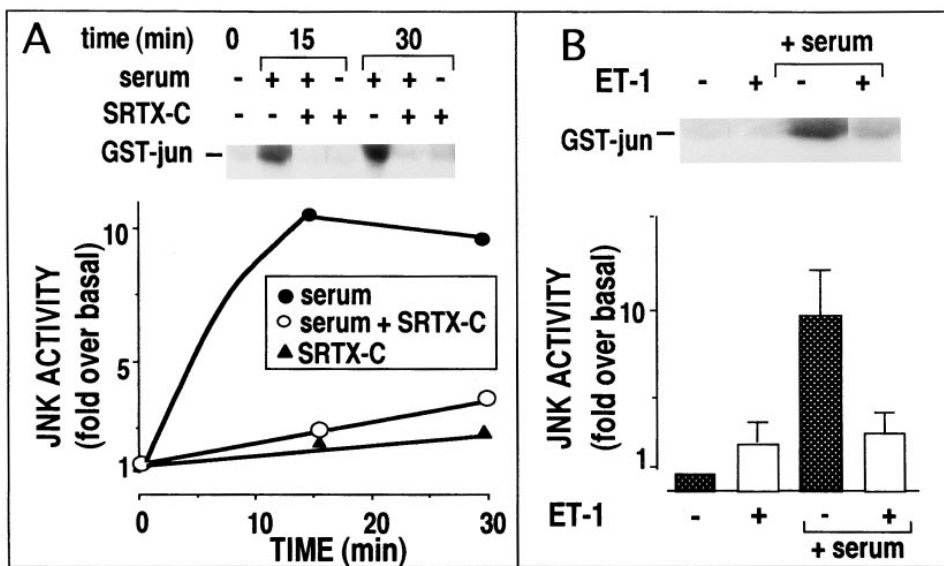 A
time (min) 0 15 30
serum - + + - + + -
SRTX-C - - + + - + +
GST-jun
JNK ACTIVITY
(fold over basal)
10
5
1
serum
serum + SRTX-C
SRTX-C
0 10 20 30
TIME (min)
B
+ serum
ET-1 - + - +
GST-jun
JNK ACTIVITY
(fold over basal)
10
1
ET-1 - + - +
+ serum